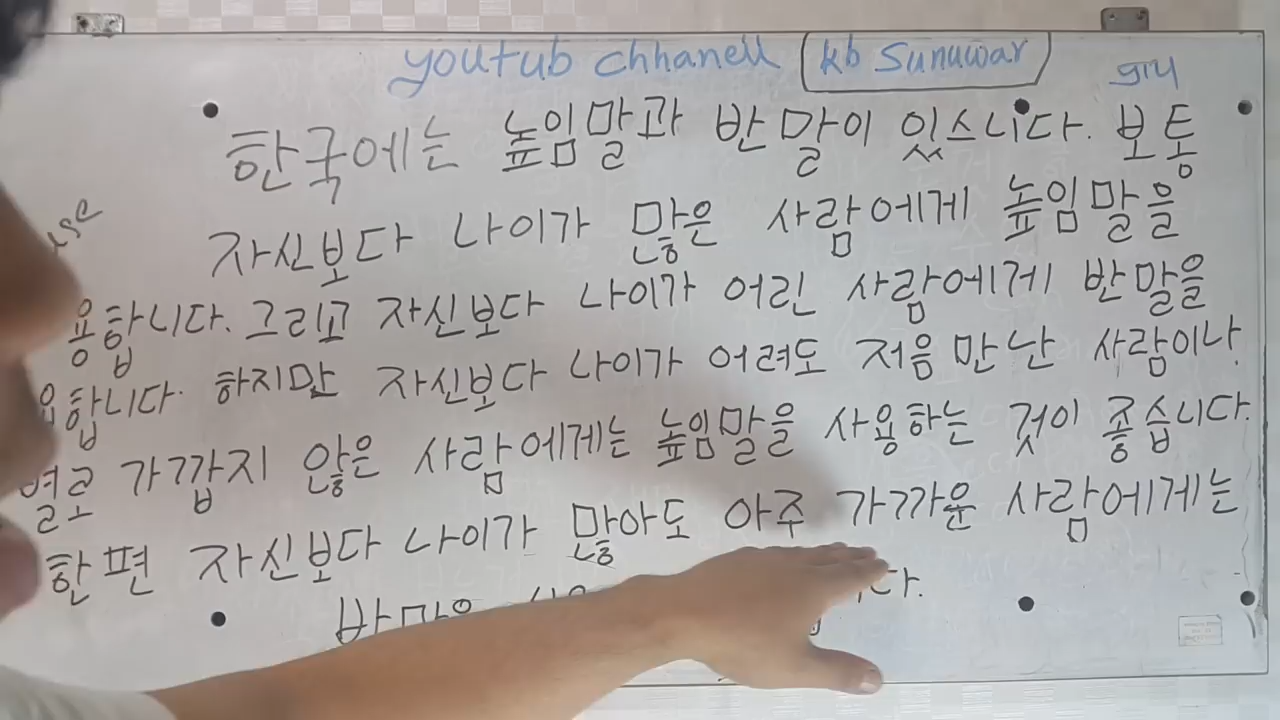 youtub chhanell (kb Sunuwar)
한국에는 높임말과 반말이 있스니다. 보통
자신보다 나이가 많은 사람에게 높임말을
용합니다. 그리고 자신보다 나이가 어린 사람에게 반말을
용합니다. 하지만 자신보다 나이가 어려도 저음 만난 사람이나
별로 가깝지 않은 사람에게는 높임말을 사용하는 것이 좋습니다.
한편 자신보다 나이가 많아도 아주 가까운 사람에게는